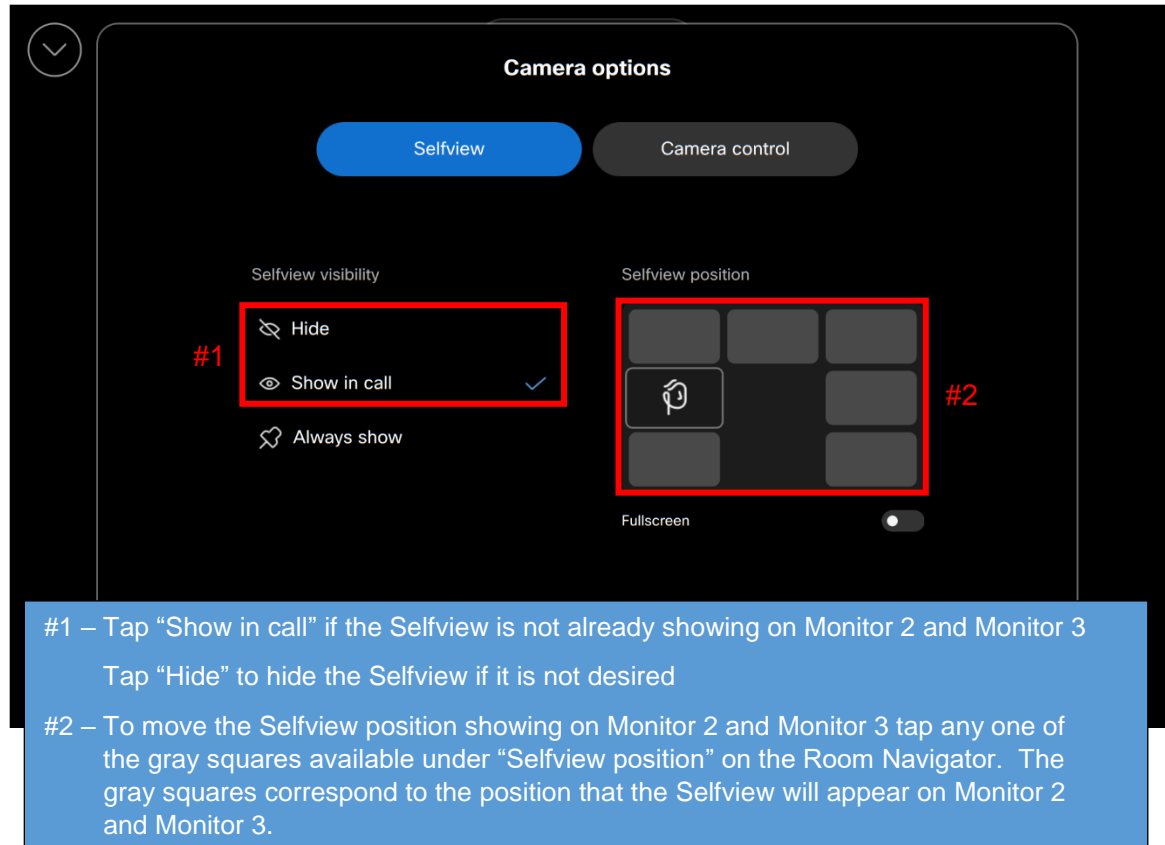 Camera options
Selfview
Camera control
Selfview visibility
Hide
#1
Show in call
Always show
Selfview position
#2
Fullscreen
#1 – Tap “Show in call” if the Selfview is not already showing on Monitor 2 and Monitor 3
Tap “Hide” to hide the Selfview if it is not desired
#2 – To move the Selfview position showing on Monitor 2 and Monitor 3 tap any one of
the gray squares available under “Selfview position” on the Room Navigator.  The
gray squares correspond to the position that the Selfview will appear on Monitor 2
and Monitor 3.